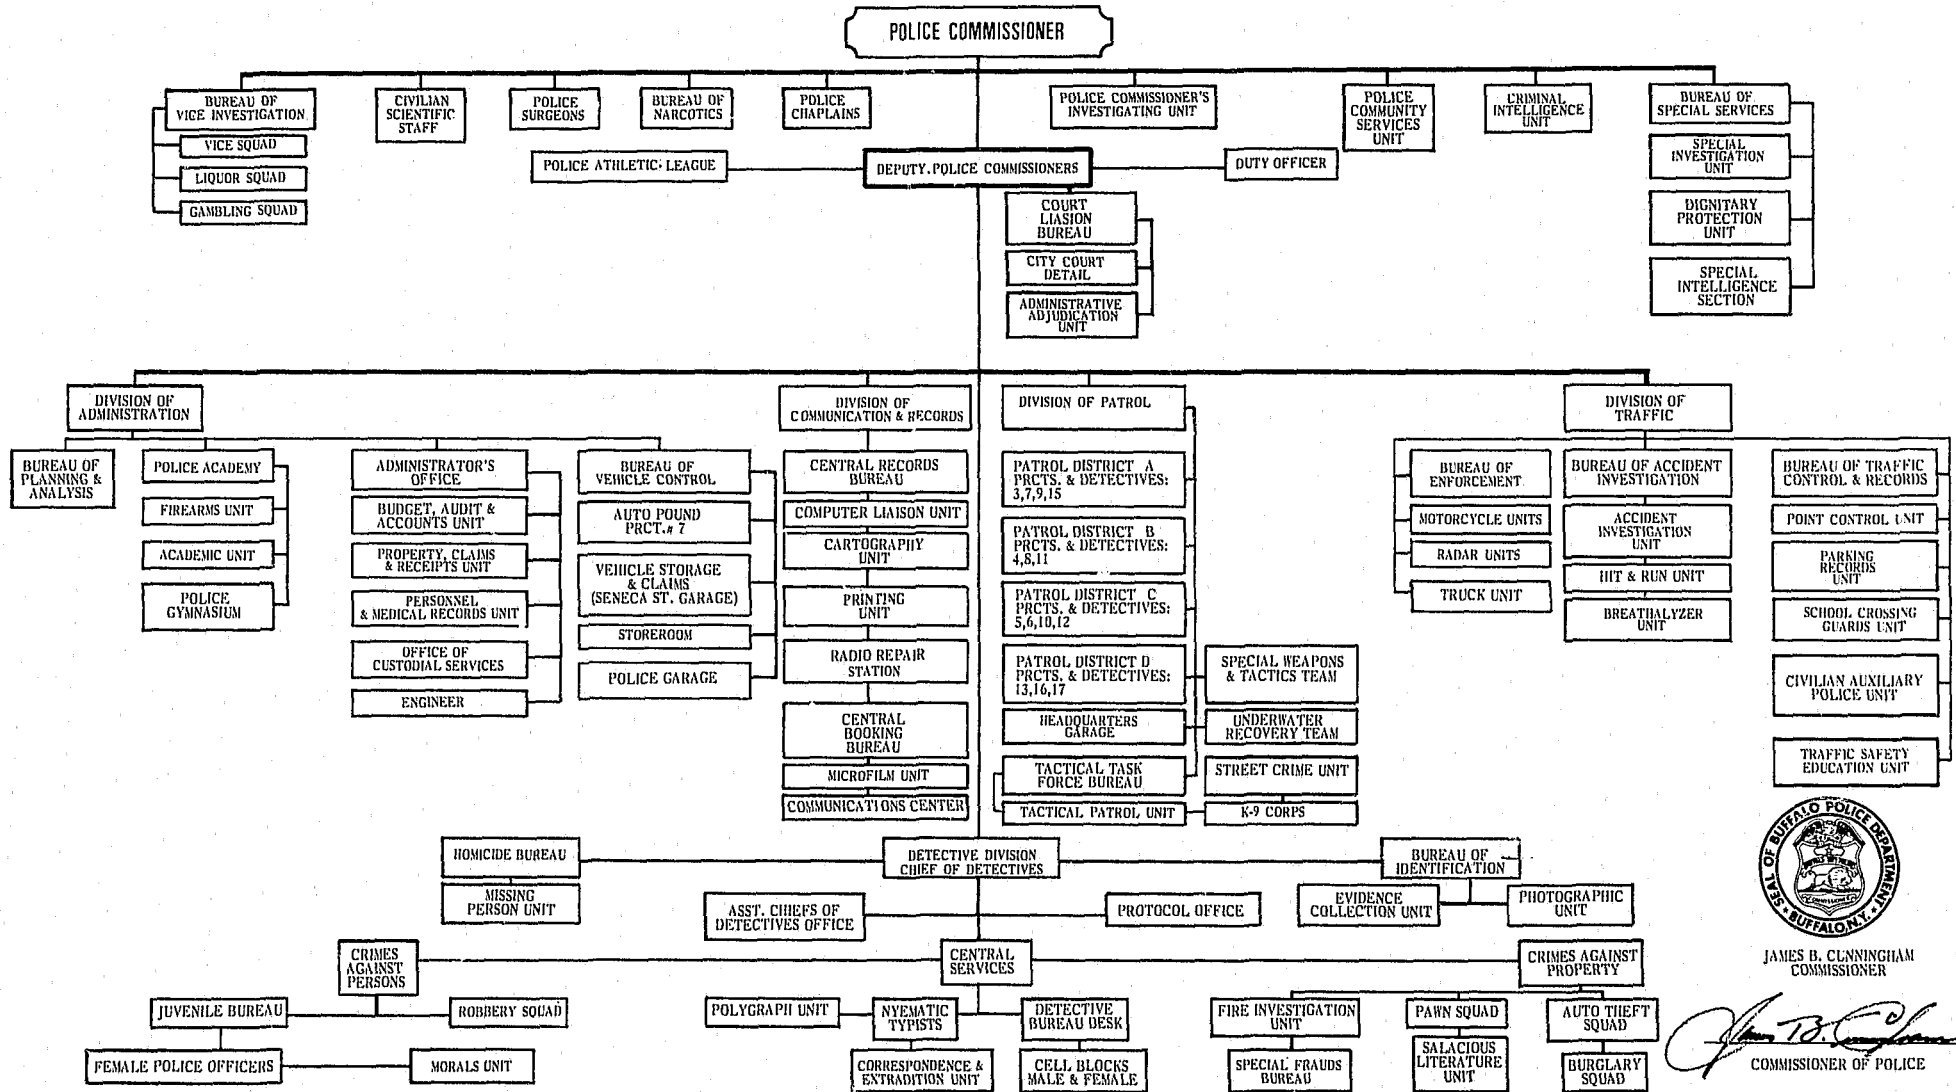 POLICE COMMISSIONER
BUREAU OF
VICE INVESTIGATION
VICE SQUAD
LIQUOR SQUAD
GAMBLING SQUAD
CIVILIAN
SCIENTIFIC
STAFF
POLICE
SURGEONS
BUREAU OF
NARCOTICS
POLICE
CHAPLAINS
POLICE COMMISSIONER'S
INVESTIGATING UNIT
POLICE
COMMUNITY
SERVICES
UNIT
CRIMINAL
INTELLIGENCE
UNIT
BUREAU OF
SPECIAL SERVICES
SPECIAL
INVESTIGATION
UNIT
DIGNITARY
PROTECTION
UNIT
SPECIAL
INTELLIGENCE
SECTION
POLICE ATHLETIC LEAGUE
DEPUTY POLICE COMMISSIONERS
DUTY OFFICER
COURT
LIASION
BUREAU
CITY COURT
DETAIL
ADMINISTRATIVE
ADJUDICATION
UNIT
DIVISION OF
ADMINISTRATION
BUREAU OF
PLANNING &
ANALYSIS
POLICE ACADEMY
FIREARMS UNIT
ACADEMIC UNIT
POLICE
GYMNASIUM
ADMINISTRATOR'S
OFFICE
BUDGET, AUDIT &
ACCOUNTS UNIT
PROPERTY, CLAIMS
& RECEIPTS UNIT
PERSONNEL
& MEDICAL RECORDS UNIT
OFFICE OF
CUSTODIAL SERVICES
ENGINEER
BUREAU OF
VEHICLE CONTROL
AUTO POUND
PRCT. # 7
VEHICLE STORAGE
& CLAIMS
(SENECA ST. GARAGE)
STOREROOM
POLICE GARAGE
DIVISION OF
COMMUNICATION & RECORDS
CENTRAL RECORDS
BUREAU
COMPUTER LIAISON UNIT
CARTOGRAPHY
UNIT
PRINTING
UNIT
RADIO REPAIR
STATION
CENTRAL
BOOKING
BUREAU
MICROFILM UNIT
COMMUNICATIONS CENTER
DIVISION OF PATROL
PATROL DISTRICT A
PRCTS. & DETECTIVES:
3,7,9,15
PATROL DISTRICT B
PRCTS. & DETECTIVES:
4,8,11
PATROL DISTRICT C
PRCTS. & DETECTIVES:
5,6,10,12
PATROL DISTRICT D
PRCTS. & DETECTIVES:
13,16,17
HEADQUARTERS
GARAGE
TACTICAL TASK
FORCE BUREAU
TACTICAL PATROL UNIT
SPECIAL WEAPONS
& TACTICS TEAM
UNDERWATER
RECOVERY TEAM
STREET CRIME UNIT
K-9 CORPS
DIVISION OF
TRAFFIC
BUREAU OF
ENFORCEMENT
MOTORCYCLE UNITS
RADAR UNITS
TRUCK UNIT
BUREAU OF ACCIDENT
INVESTIGATION
ACCIDENT
INVESTIGATION
UNIT
HIT & RUN UNIT
BREATHALYZER
UNIT
BUREAU OF TRAFFIC
CONTROL & RECORDS
POINT CONTROL UNIT
PARKING
RECORDS
UNIT
SCHOOL CROSSING
GUARDS UNIT
CIVILIAN AUXILIARY
POLICE UNIT
TRAFFIC SAFETY
EDUCATION UNIT
HOMICIDE BUREAU
MISSING
PERSON UNIT
DETECTIVE DIVISION
CHIEF OF DETECTIVES
BUREAU OF
IDENTIFICATION
EVIDENCE
COLLECTION UNIT
PHOTOGRAPHIC
UNIT
ASST. CHIEFS OF
DETECTIVES OFFICE
PROTOCOL OFFICE
CRIMES
AGAINST
PERSONS
CENTRAL
SERVICES
CRIMES AGAINST
PROPERTY
JUVENILE BUREAU
ROBBERY SQUAD
FEMALE POLICE OFFICERS
MORALS UNIT
POLYGRAPH UNIT
NYEMATIC
TYPISTS
DETECTIVE
BUREAU DESK
CORRESPONDENCE &
EXTRADITION UNIT
CELL BLOCKS
MALE & FEMALE
FIRE INVESTIGATION
UNIT
PAWN SQUAD
AUTO THEFT
SQUAD
SPECIAL FRAUDS
BUREAU
SALACIOUS
LITERATURE
UNIT
BURGLARY
SQUAD
SEAL OF BUFFALO POLICE DEPARTMENT
BUFFALO, N.Y.
JAMES B. CUNNINGHAM
COMMISSIONER
James B. Cunningham
COMMISSIONER OF POLICE